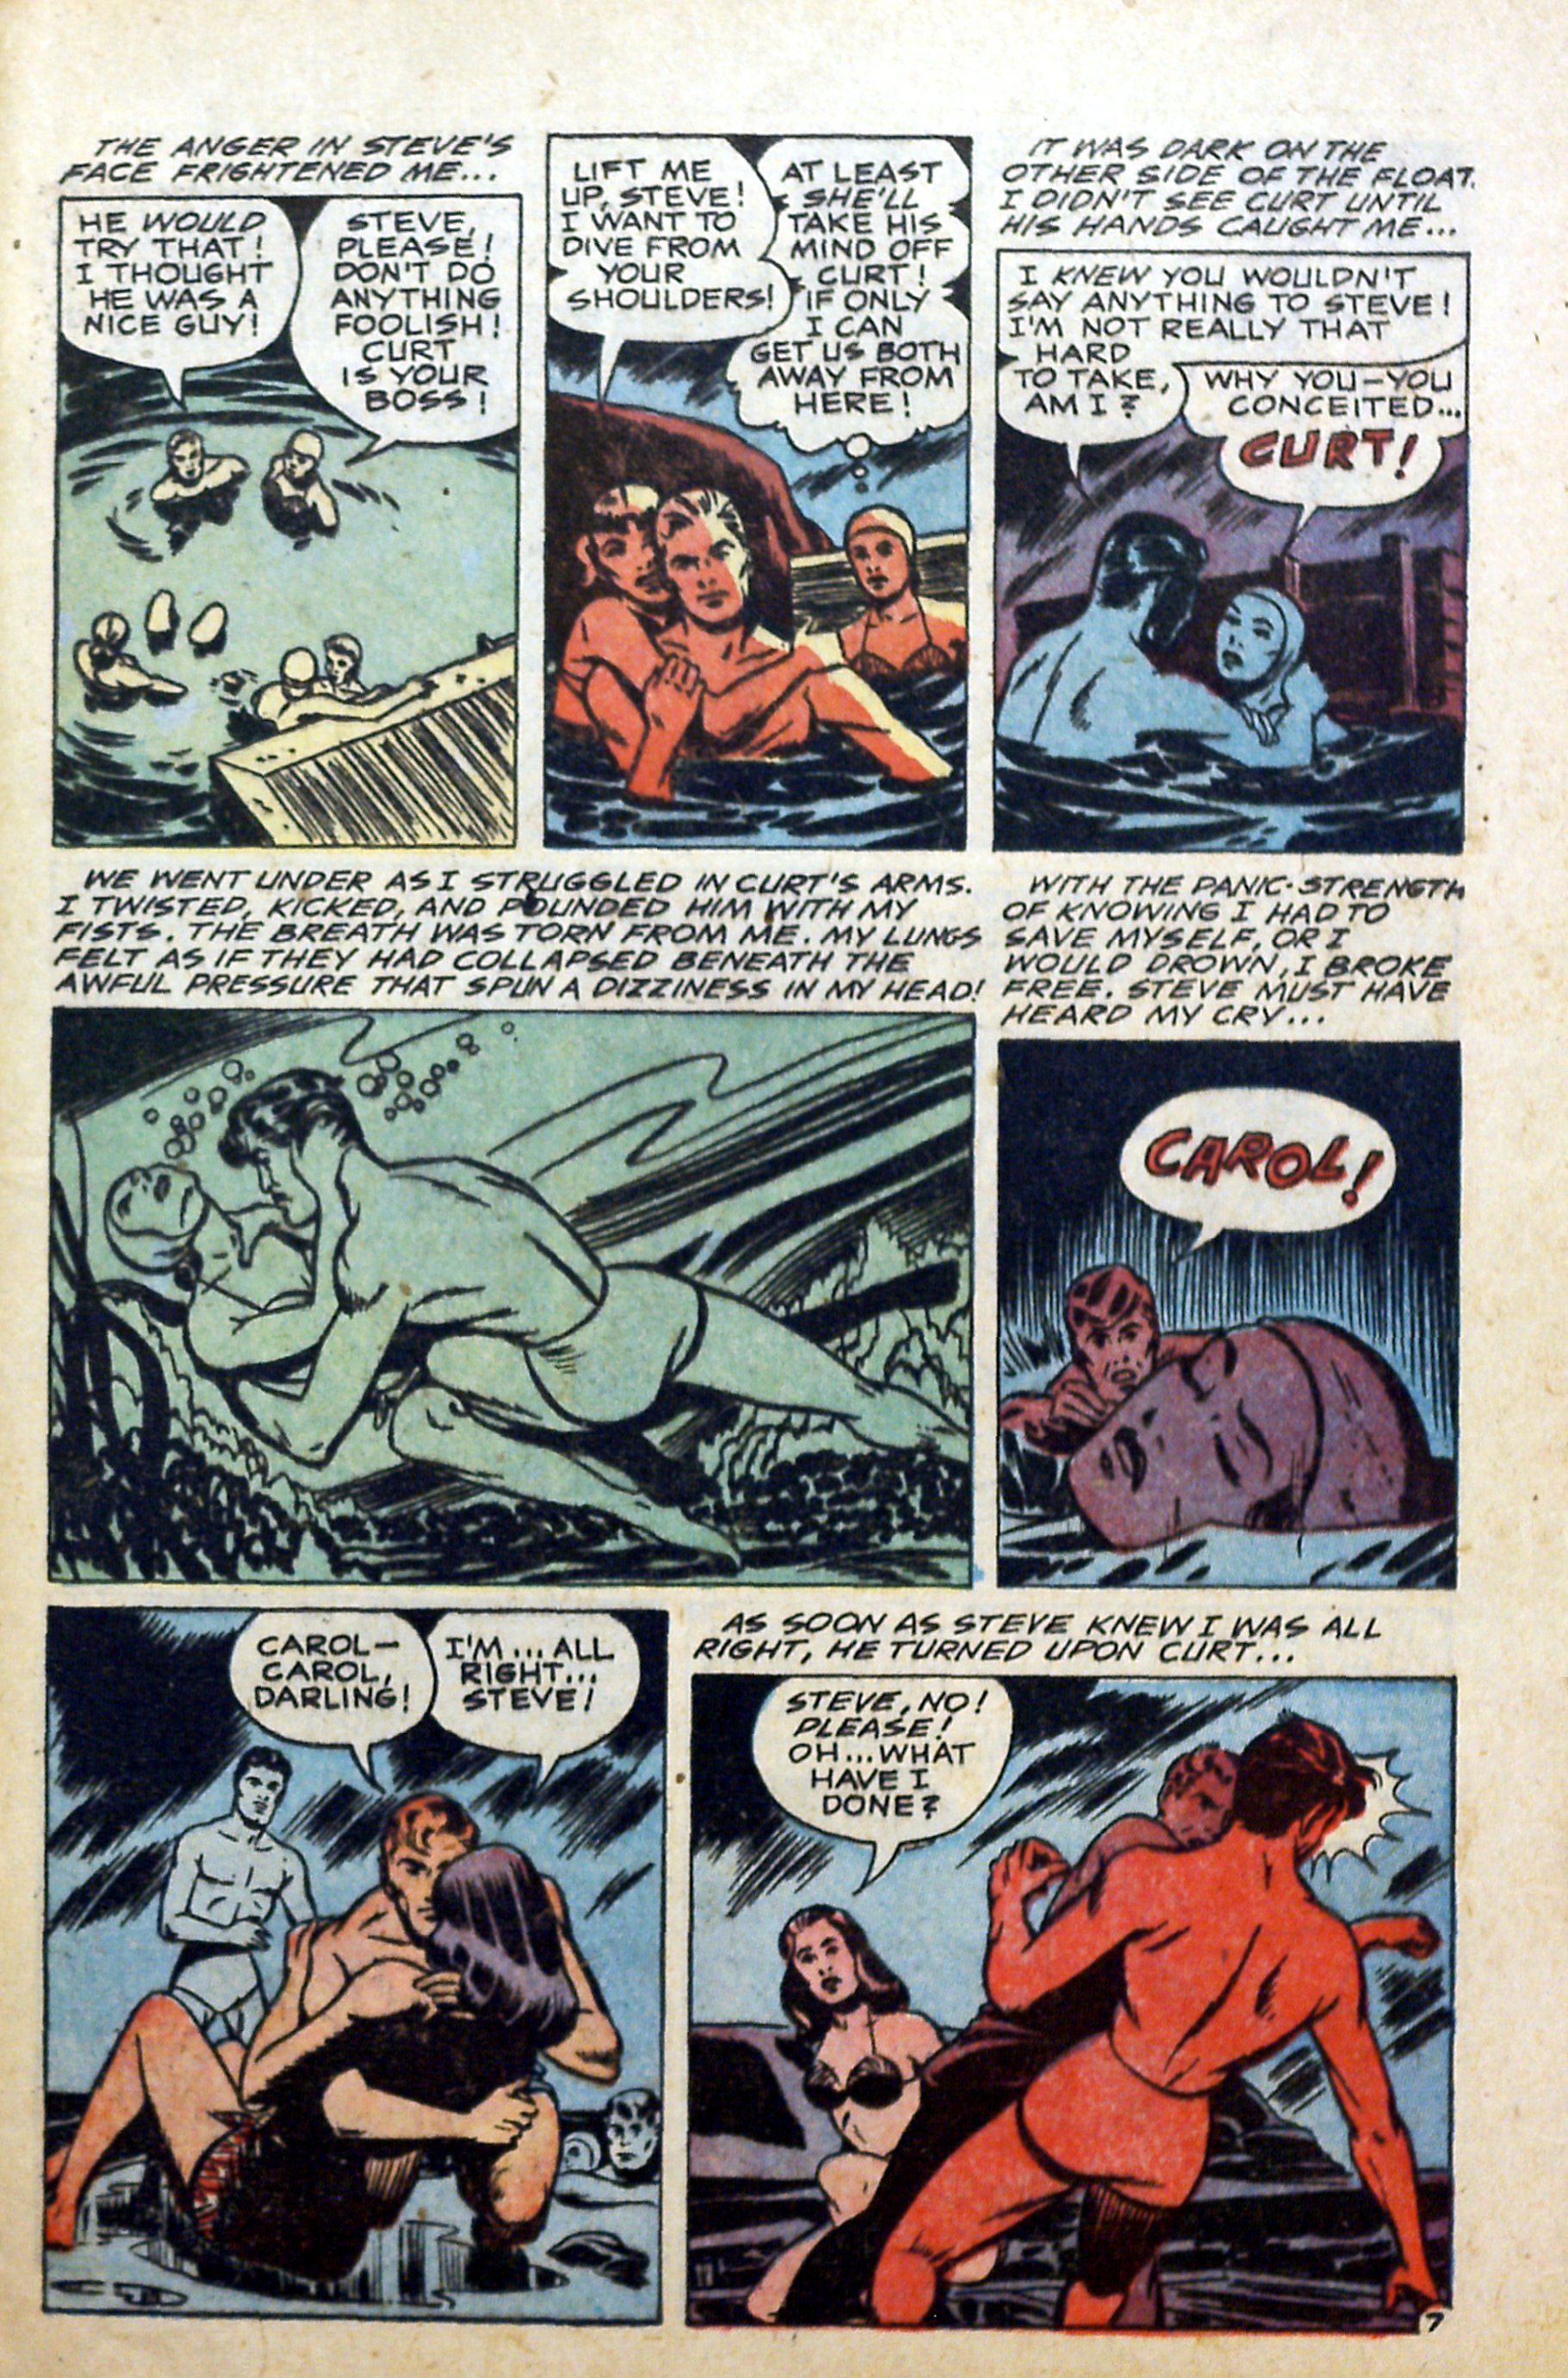 THE ANGER IN STEVE'S
FACE FRIGHTENED ME...
HE WOULD
TRY THAT!
I THOUGHT
HE WAS A
NICE GUY!
STEVE,
PLEASE!
DON'T DO
ANYTHING
FOOLISH!
CURT
IS YOUR
BOSS!
LIFT ME
UP, STEVE!
I WANT TO
DIVE FROM
YOUR
SHOULDERS!
AT LEAST
SHE'LL
TAKE HIS
MIND OFF
CURT!
IF ONLY
I CAN
GET US BOTH
AWAY FROM
HERE!
IT WAS DARK ON THE
OTHER SIDE OF THE FLOAT.
I DIDN'T SEE CURT UNTIL
HIS HANDS CAUGHT ME...
I KNEW YOU WOULDN'T
SAY ANYTHING TO STEVE!
I'M NOT REALLY THAT
HARD
TO TAKE,
AM I?
WHY YOU-YOU
CONCEITED...
CURT!
WE WENT UNDER AS I STRUGGLED IN CURT'S ARMS.
I TWISTED, KICKED, AND POUNDED HIM WITH MY
FISTS. THE BREATH WAS TORN FROM ME. MY LUNGS
FELT AS IF THEY HAD COLLAPSED BENEATH THE
AWFUL PRESSURE THAT SPUN A DIZZINESS IN MY HEAD!
WITH THE PANIC-STRENGTH
OF KNOWING I HAD TO
SAVE MYSELF, OR I
WOULD DROWN, I BROKE
FREE. STEVE MUST HAVE
HEARD MY CRY...
CAROL!
CAROL—
CAROL,
DARLING!
I'M...ALL
RIGHT...
STEVE!
AS SOON AS STEVE KNEW I WAS ALL
RIGHT, HE TURNED UPON CURT...
STEVE, NO!
PLEASE!
OH...WHAT
HAVE I
DONE?
7